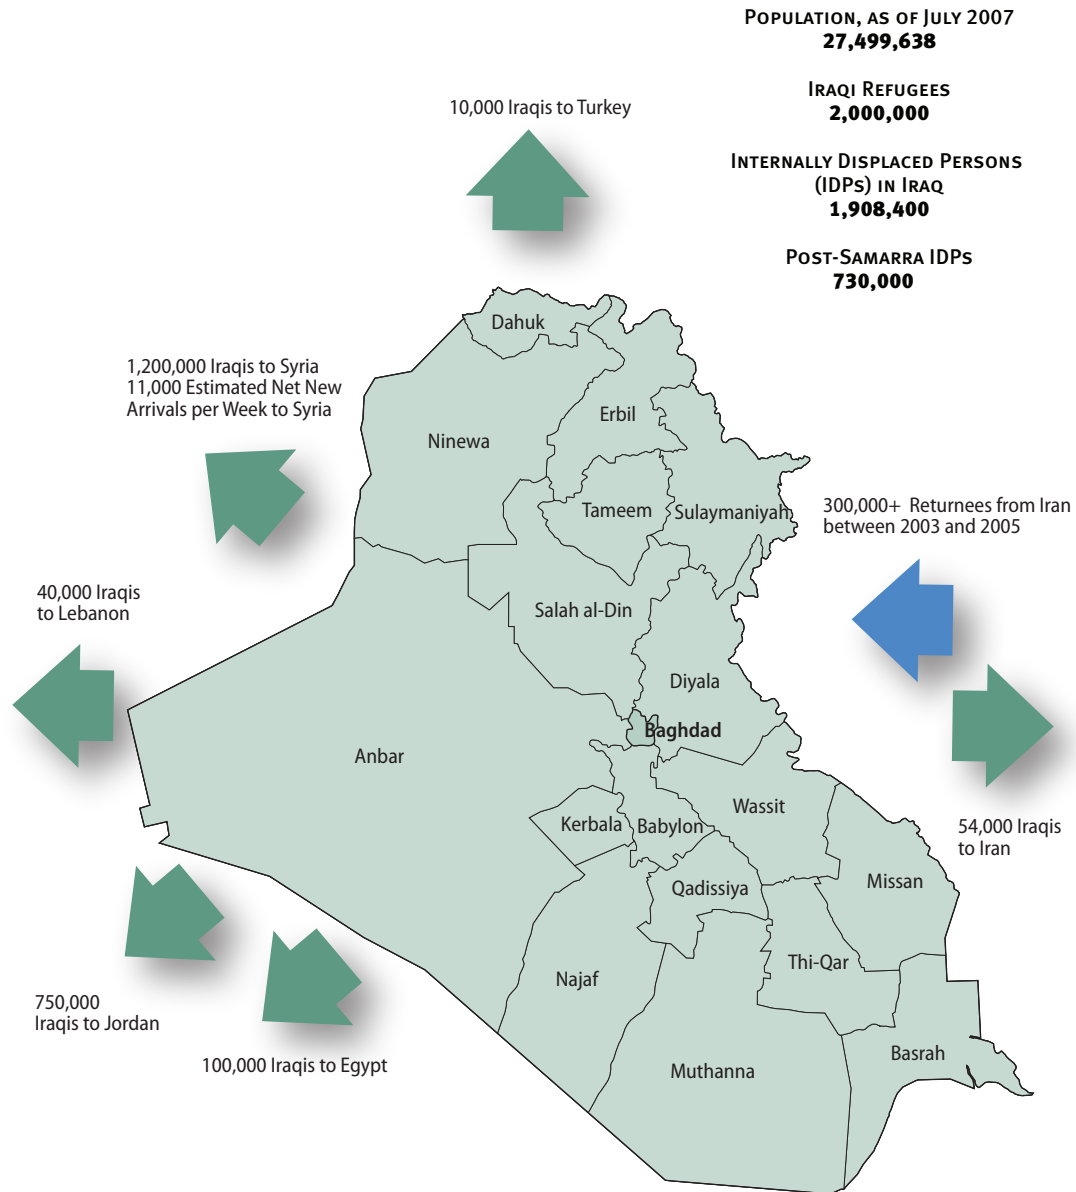 POPULATION, AS OF JULY 2007
27,499,638
IRAQI REFUGEES
2,000,000
INTERNALLY DISPLACED PERSONS
(IDPS) IN IRAQ
1,908,400
POST-SAMARRA IDPS
730,000
10,000 Iraqis to Turkey
1,200,000 Iraqis to Syria
11,000 Estimated Net New
Arrivals per Week to Syria
40,000 Iraqis
to Lebanon
300,000+ Returnees from Iran
between 2003 and 2005
54,000 Iraqis
to Iran
750,000
Iraqis to Jordan
100,000 Iraqis to Egypt
Dahuk
Erbil
Ninewa
Tameem
Sulaymaniyah
Salah al-Din
Diyala
Baghdad
Anbar
Wassit
Kerbala
Babylon
Qadissiya
Missan
Thi-Qar
Najaf
Basrah
Muthanna